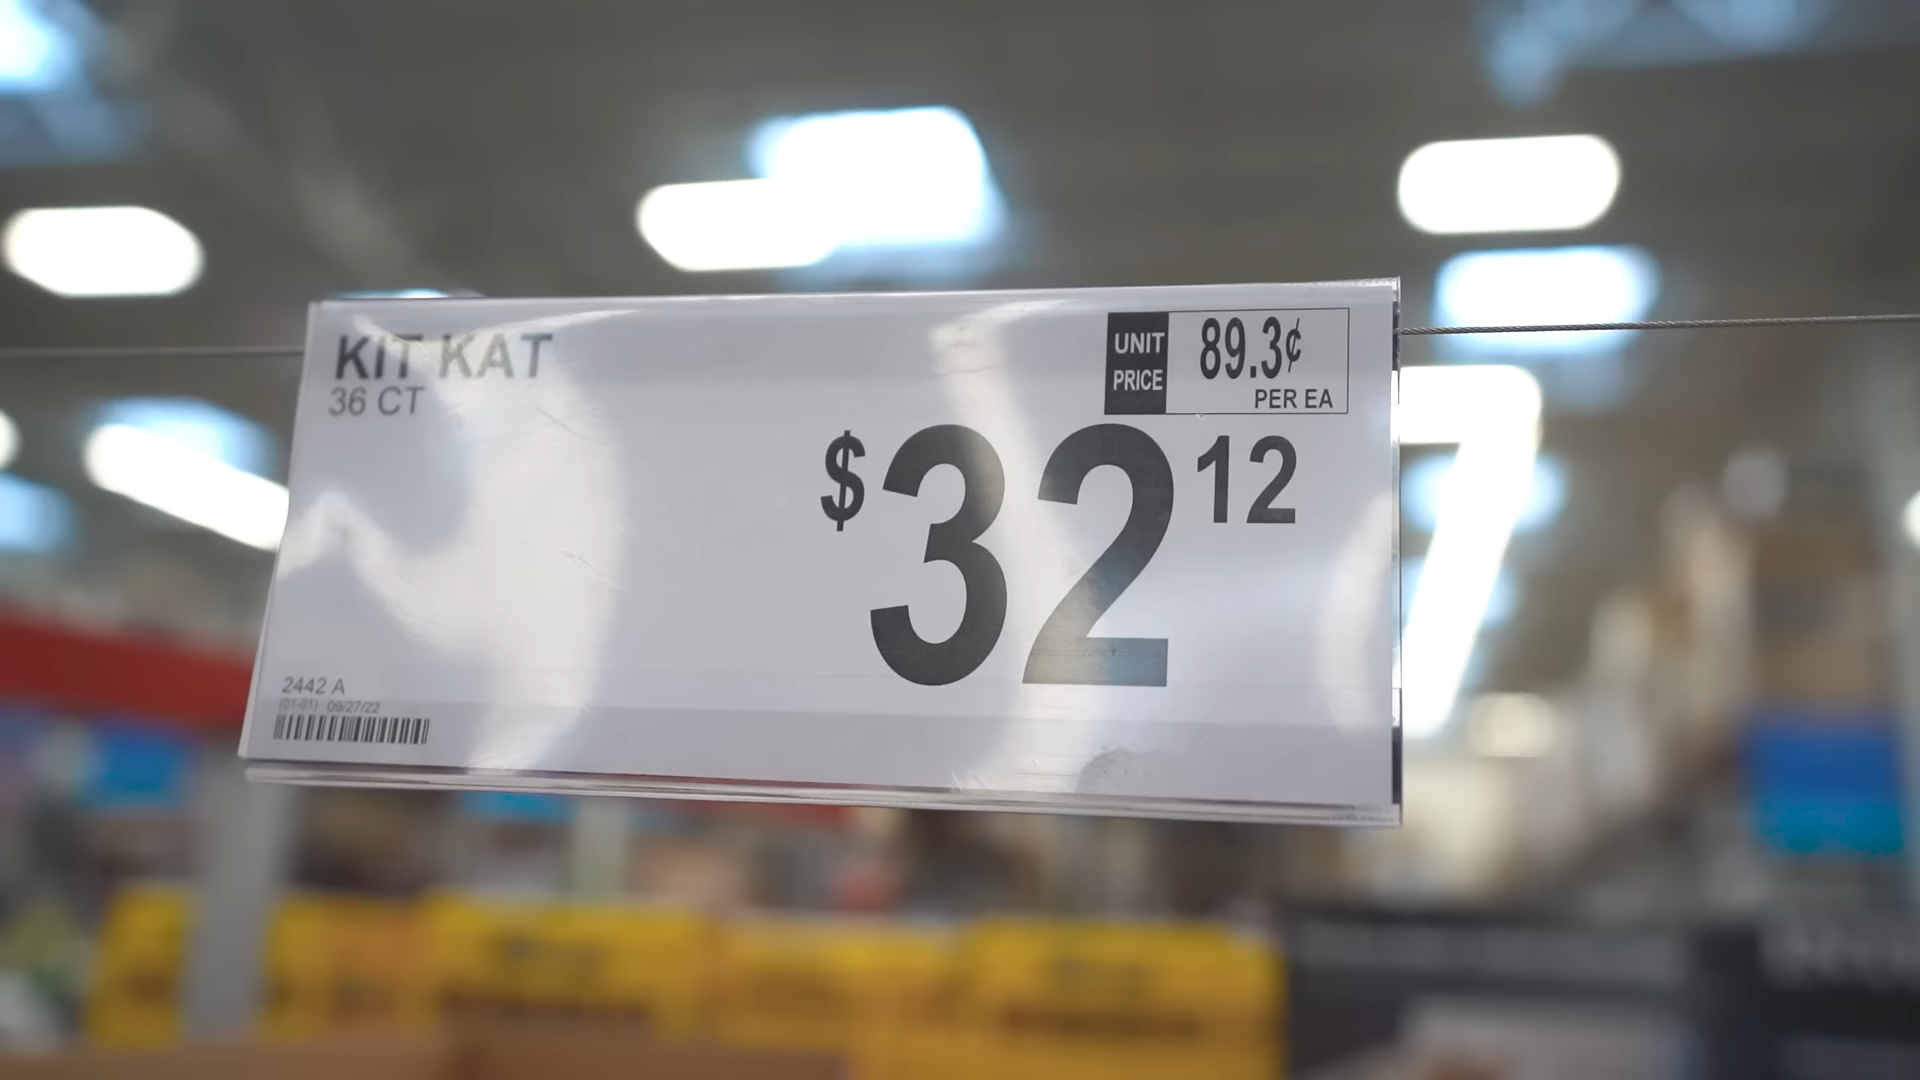 KIT KAT
36 CT
UNIT PRICE
89.3¢
PER EA
$32 12
2442 A
(01-01) 09/27/22